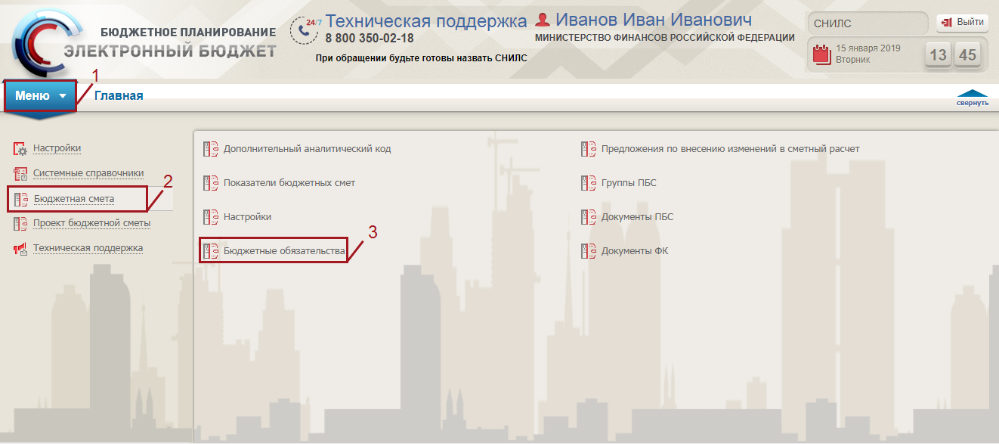 БЮДЖЕТНОЕ ПЛАНИРОВАНИЕ
ЭЛЕКТРОННЫЙ БЮДЖЕТ
24/7
Техническая поддержка
8 800 350-02-18
При обращении будьте готовы назвать СНИЛС
Иванов Иван Иванович
МИНИСТЕРСТВО ФИНАНСОВ РОССИЙСКОЙ ФЕДЕРАЦИИ
СНИЛС
Выйти
15 января 2019
Вторник
13 45
1
Меню
Главная
свернуть
Настройки
Системные справочники
2
Бюджетная смета
Проект бюджетной сметы
Техническая поддержка
Дополнительный аналитический код
Показатели бюджетных смет
Настройки
3
Бюджетные обязательства
Предложения по внесению изменений в сметный расчет
Группы ПБС
Документы ПБС
Документы ФК